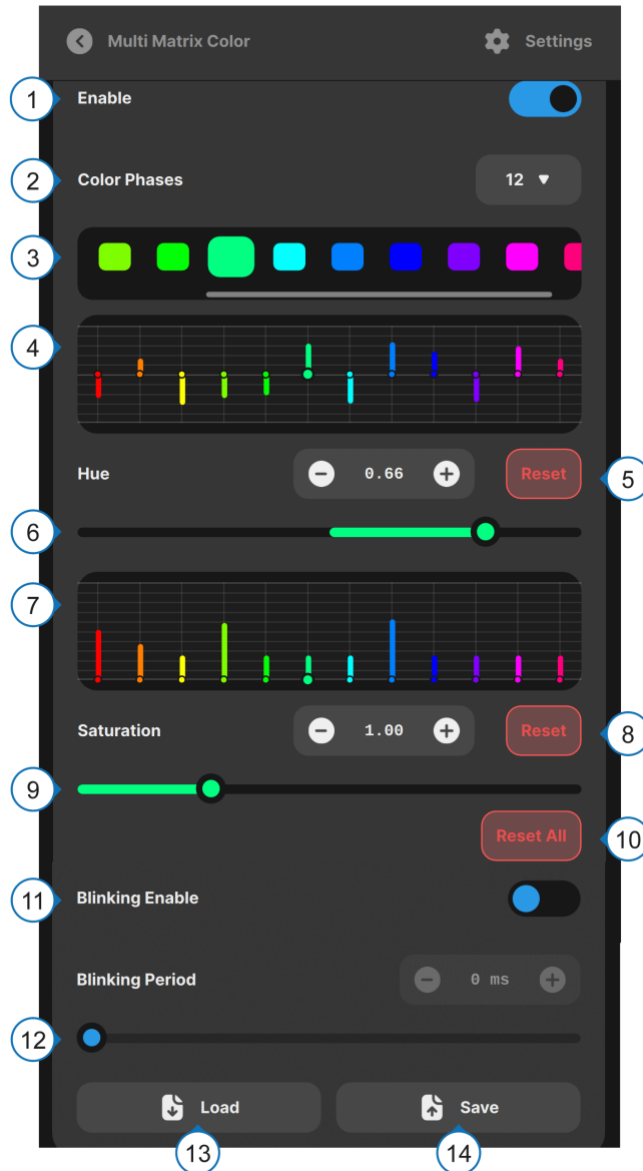 Multi Matrix Color
Settings
1
Enable
2
Color Phases
12
3
4
Hue
0.66
Reset
5
6
7
Saturation
1.00
Reset
8
9
Reset All
10
11
Blinking Enable
Blinking Period
0 ms
12
Load
Save
13
14